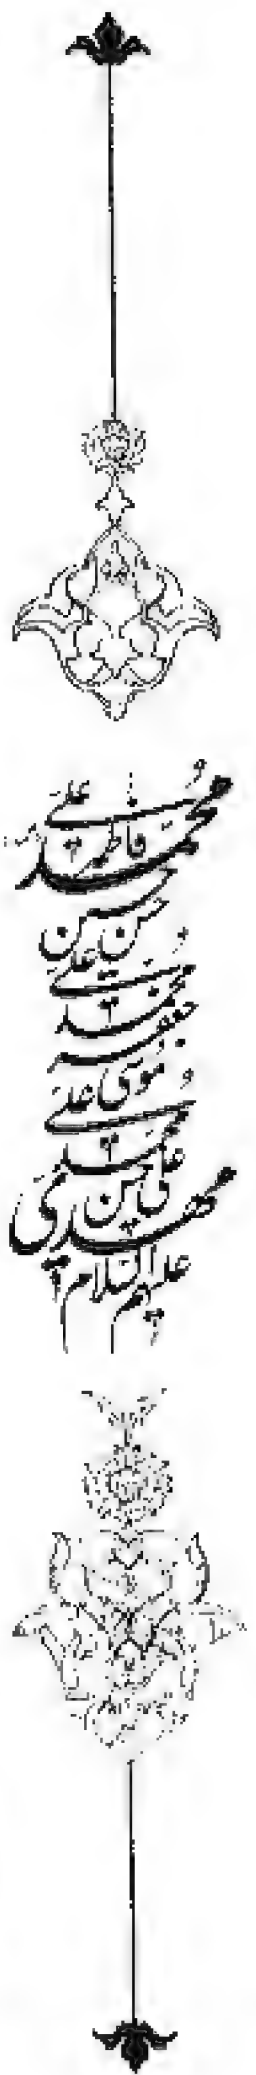 محمد علی فاطمه
حسن حسین
علی
محمد
جعفر
موسی علی
محمد
علی حسن
مهدی
علیهم السلام